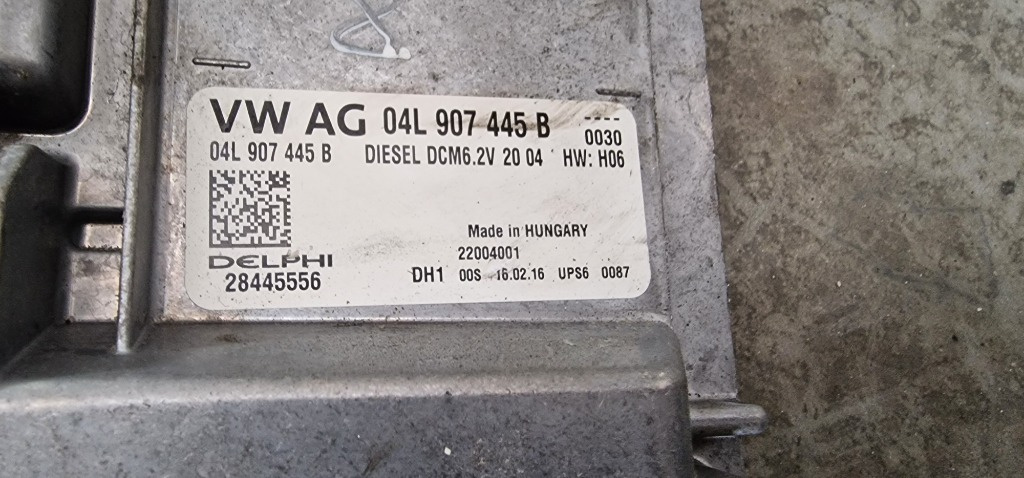 VW AG 04L 907 445 B ----
0030
04L 907 445 B DIESEL DCM6.2V 20 04 HW: H06
Made in HUNGARY
22004001
DELPHI
28445556
DH1 00S 16.02.16 UPS6 0087